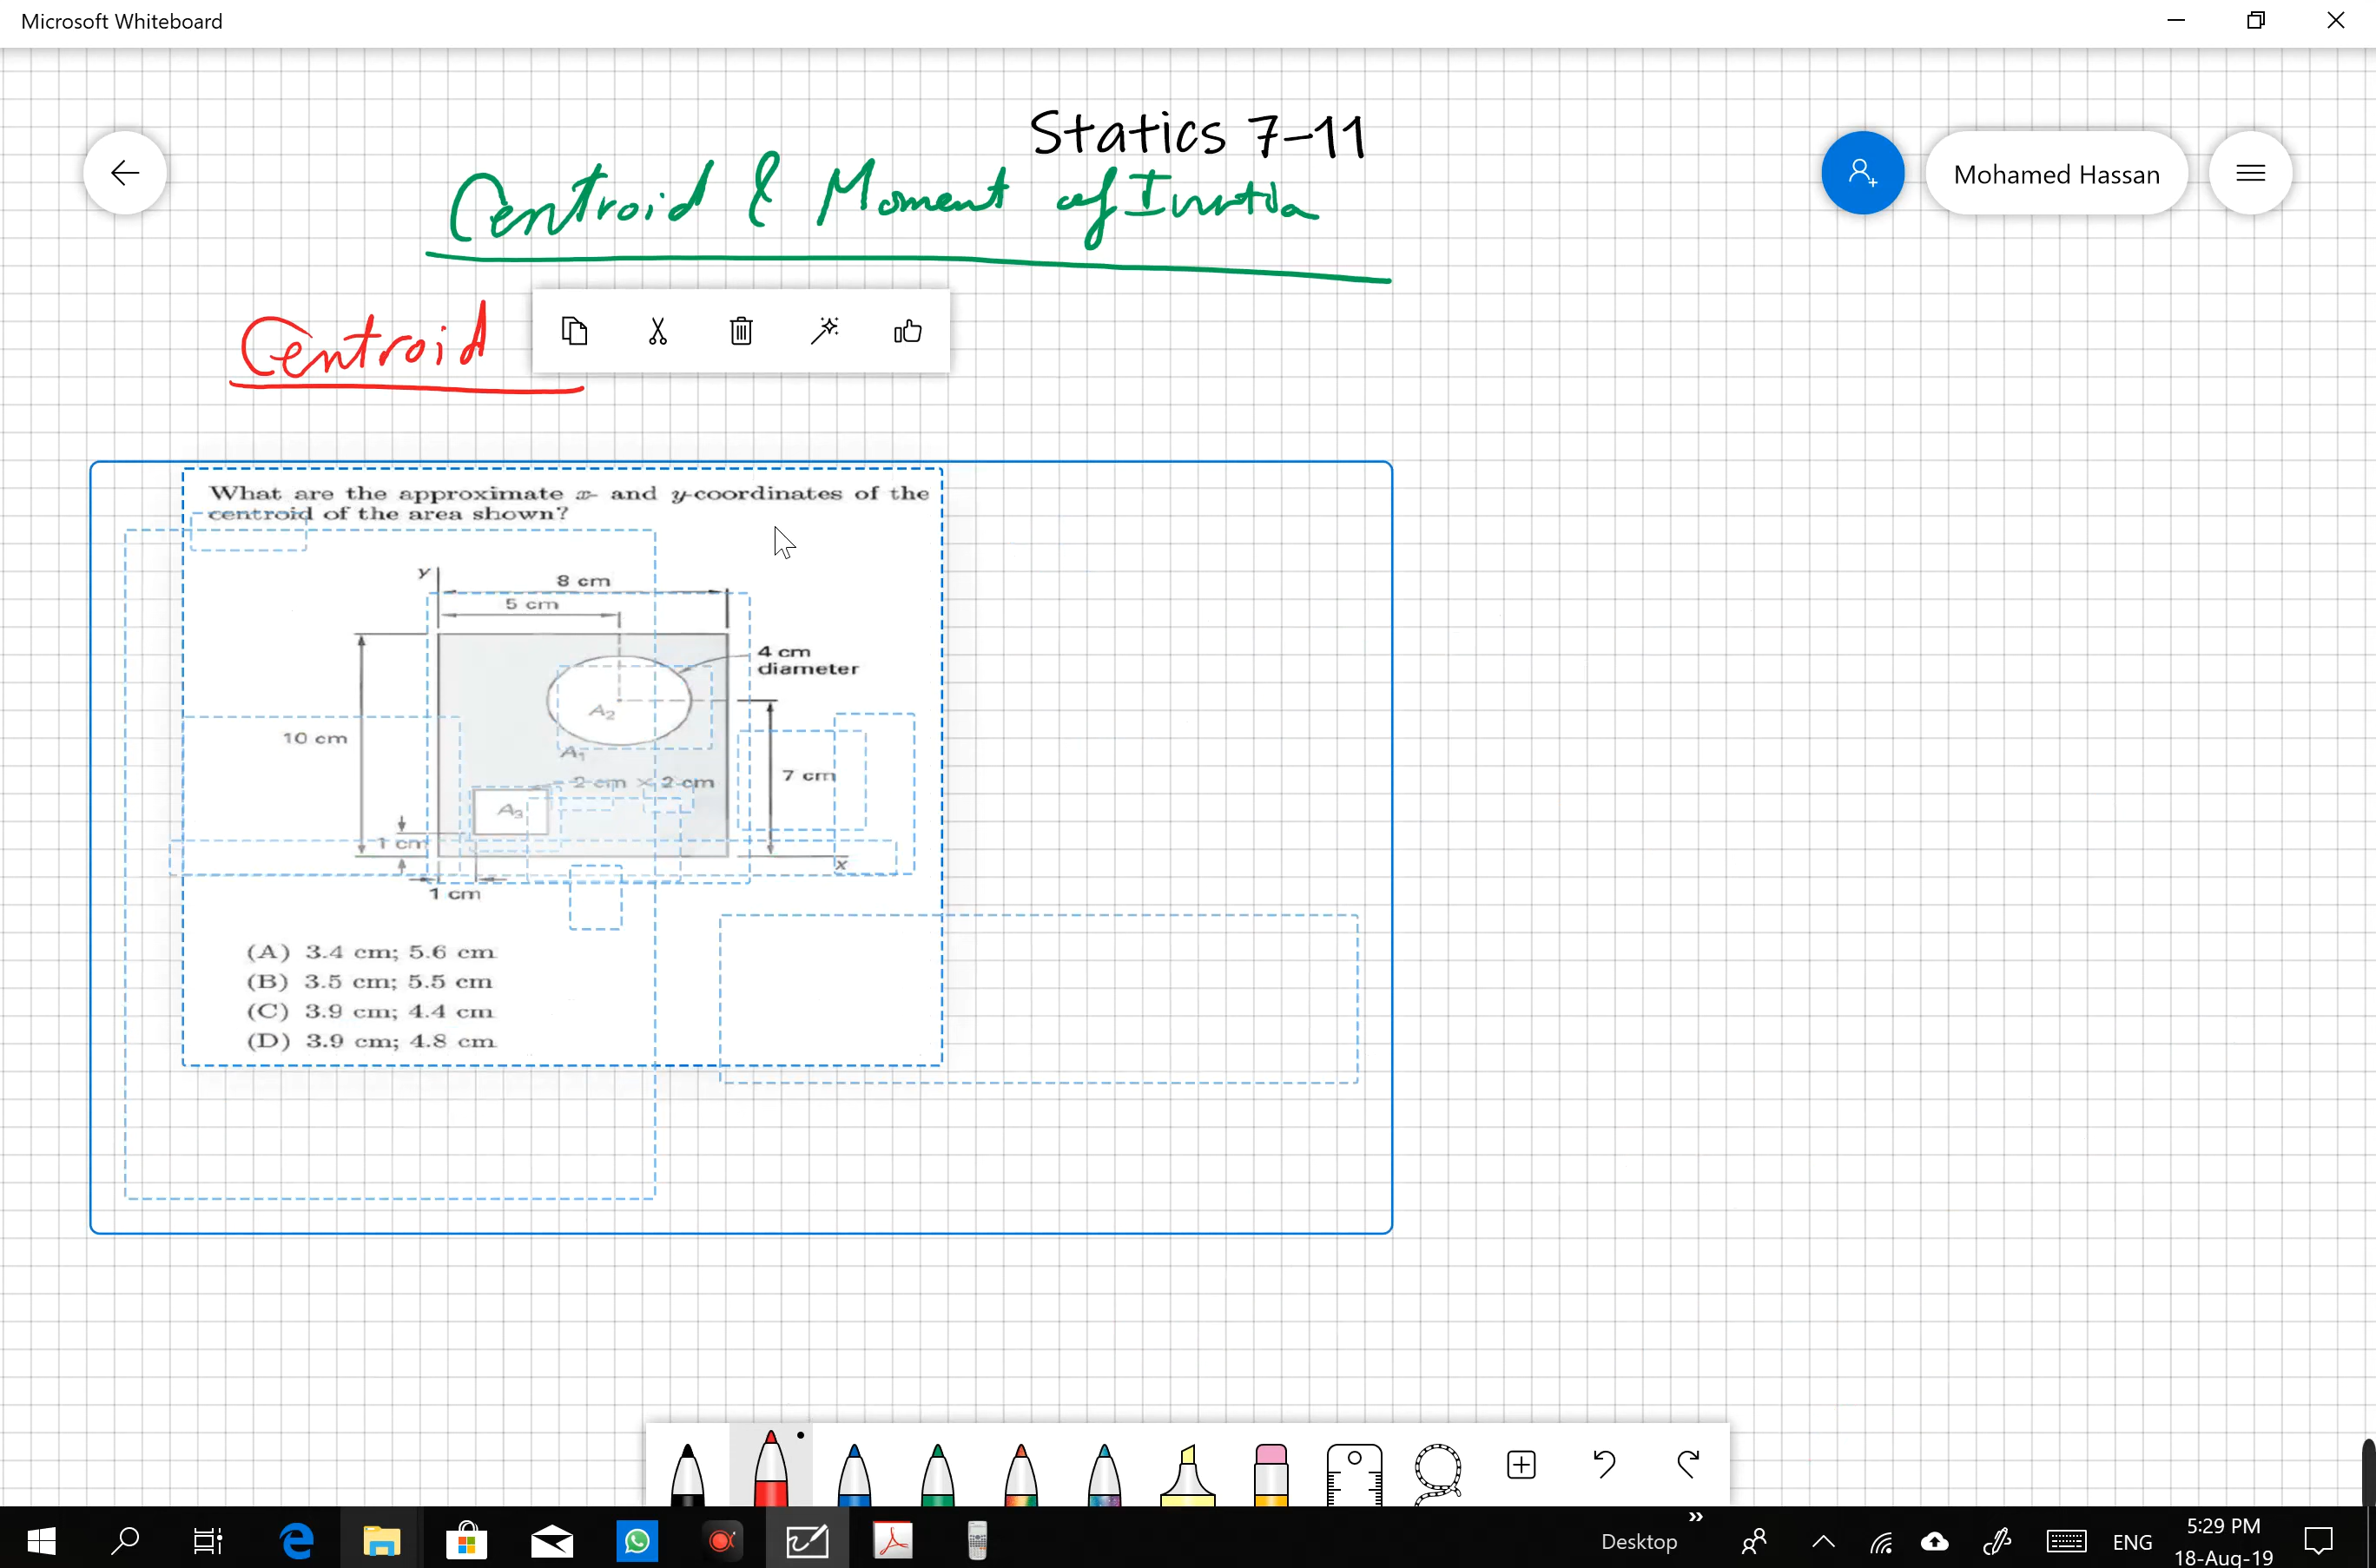 Microsoft Whiteboard
Statics 7-11
Centroid & Moment of Inertia
Mohamed Hassan
Centroid
What are the approximate x- and y-coordinates of the
centroid of the area shown?
y
8 cm
5 cm
4 cm
diameter
A2
10 cm
A1
7 cm
2 cm × 2 cm
A3
1 cm
x
1 cm
(A) 3.4 cm; 5.6 cm
(B) 3.5 cm; 5.5 cm
(C) 3.9 cm; 4.4 cm
(D) 3.9 cm; 4.8 cm
Desktop
ENG
5:29 PM
18-Aug-19